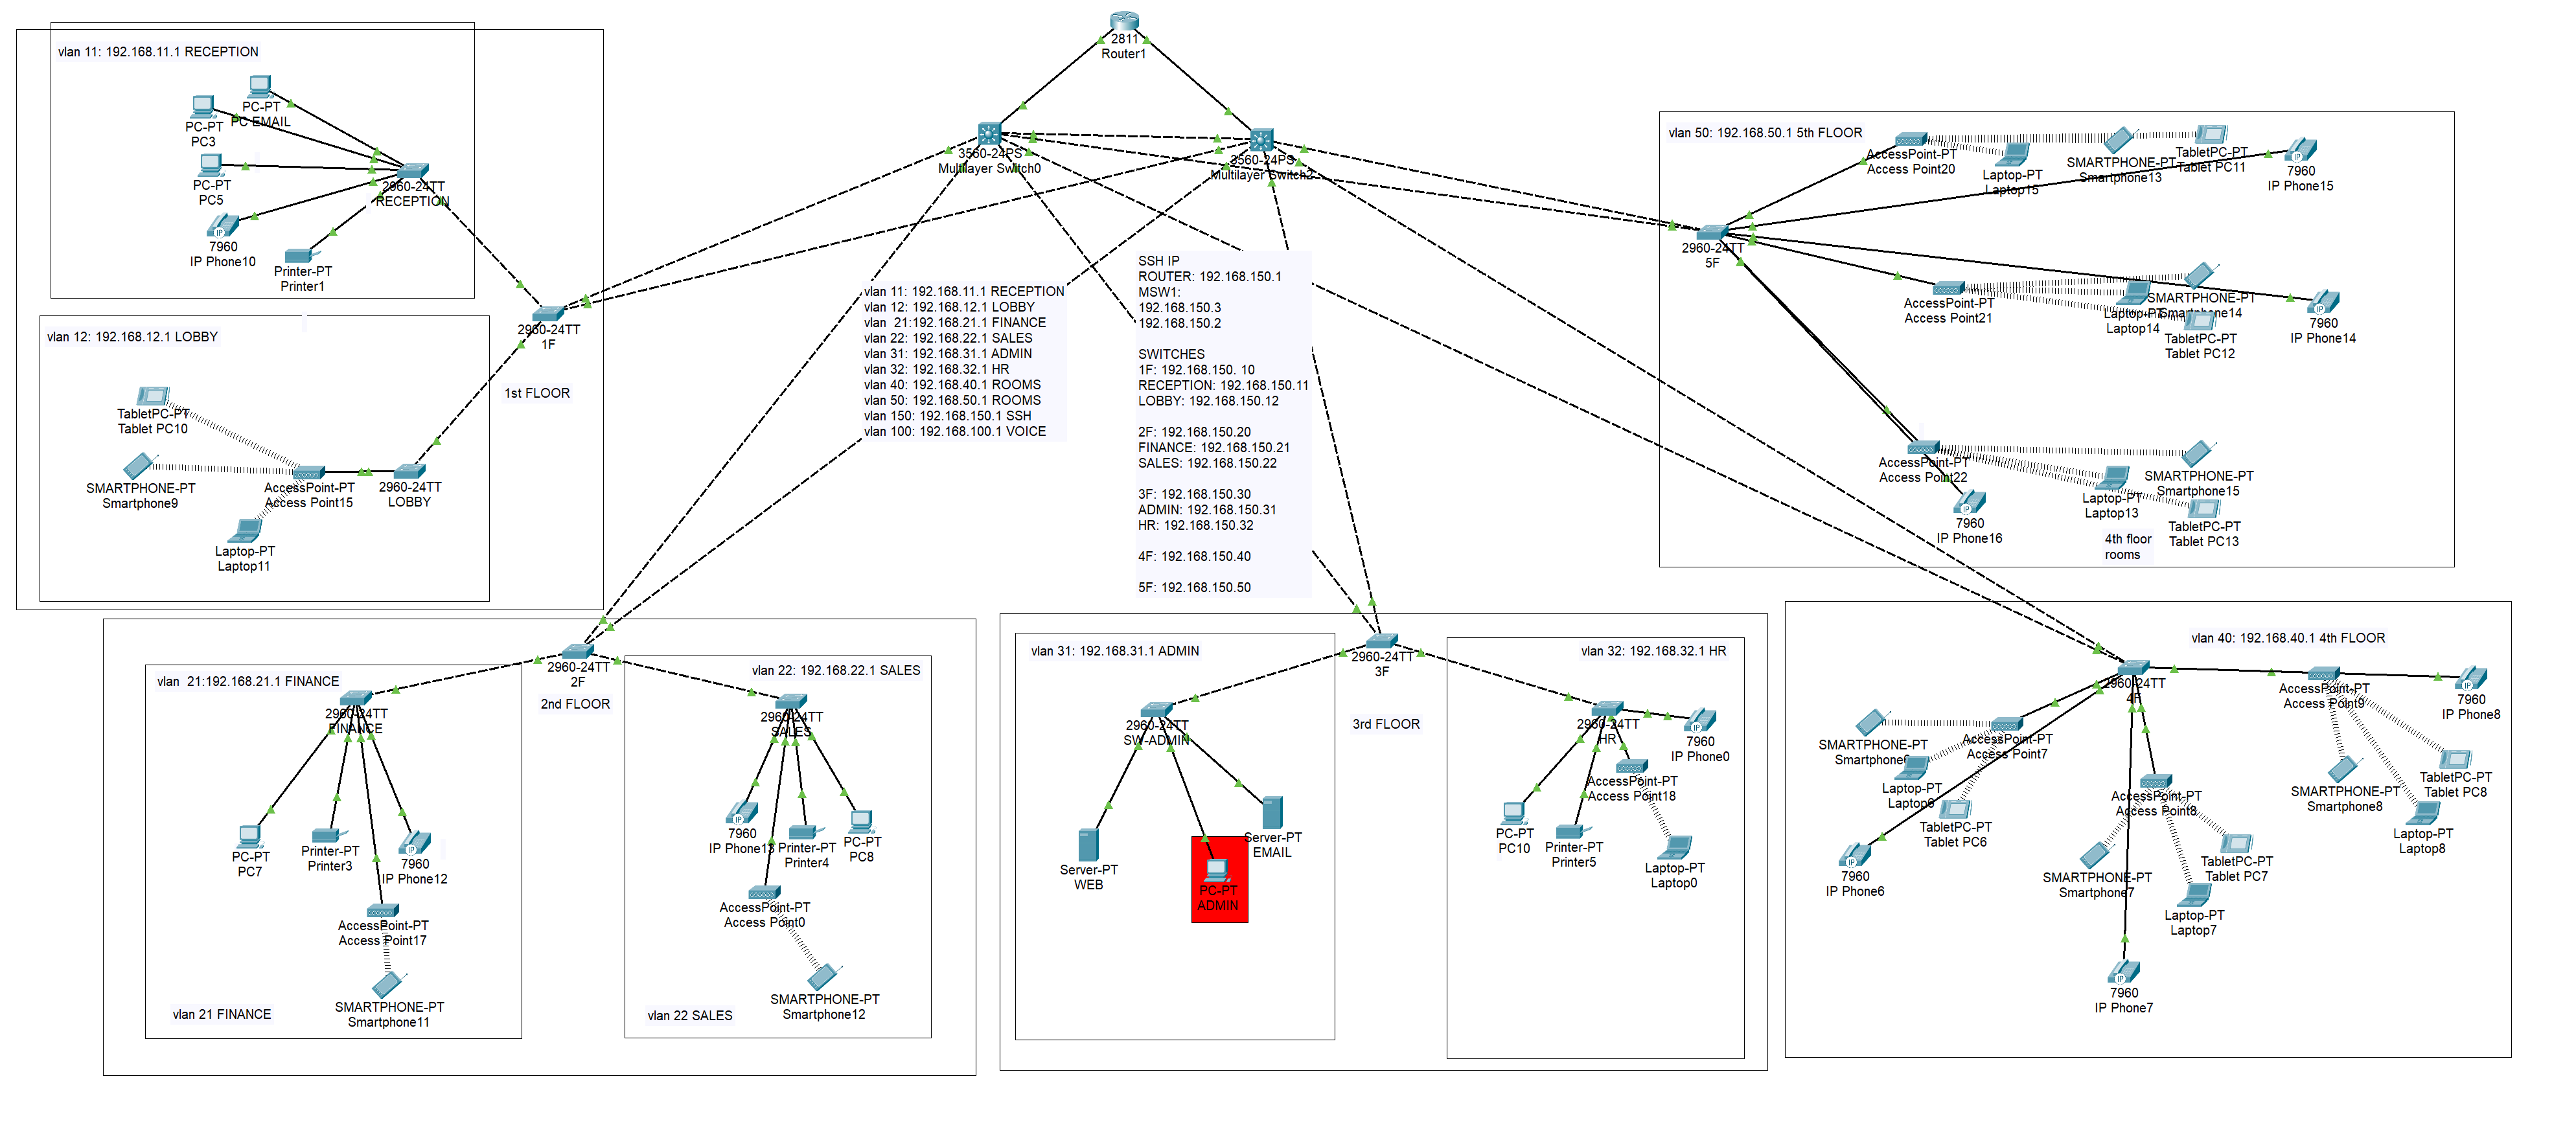 2811
Router1
3560-24PS
Multilayer Switch0
3560-24PS
Multilayer Switch2
vlan 11: 192.168.11.1 RECEPTION
PC-PT
PC EMAIL
PC-PT
PC3
PC-PT
PC5
2960-24TT
RECEPTION
7960
IP Phone10
Printer-PT
Printer1
vlan 12: 192.168.12.1 LOBBY
TabletPC-PT
Tablet PC10
SMARTPHONE-PT
Smartphone9
AccessPoint-PT
Access Point15
2960-24TT
LOBBY
Laptop-PT
Laptop11
2960-24TT
1F
1st FLOOR
vlan 11: 192.168.11.1 RECEPTION
vlan 12: 192.168.12.1 LOBBY
vlan  21: 192.168.21.1 FINANCE
vlan 22: 192.168.22.1 SALES
vlan 31: 192.168.31.1 ADMIN
vlan 32: 192.168.32.1 HR
vlan 40: 192.168.40.1 ROOMS
vlan 50: 192.168.50.1 ROOMS
vlan 150: 192.168.150.1 SSH
vlan 100: 192.168.100.1 VOICE
SSH IP
ROUTER: 192.168.150.1
MSW1:
192.168.150.3
192.168.150.2
SWITCHES
1F: 192.168.150. 10
RECEPTION: 192.168.150.11
LOBBY: 192.168.150.12
2F: 192.168.150.20
FINANCE: 192.168.150.21
SALES: 192.168.150.22
3F: 192.168.150.30
ADMIN: 192.168.150.31
HR: 192.168.150.32
4F: 192.168.150.40
5F: 192.168.150.50
vlan 50: 192.168.50.1 5th FLOOR
AccessPoint-PT
Access Point20
Laptop-PT
Laptop15
SMARTPHONE-PT
Smartphone13
TabletPC-PT
Tablet PC11
7960
IP Phone15
2960-24TT
5F
AccessPoint-PT
Access Point21
Laptop-PT
Laptop14
SMARTPHONE-PT
Smartphone14
TabletPC-PT
Tablet PC12
7960
IP Phone14
AccessPoint-PT
Access Point22
Laptop-PT
Laptop13
SMARTPHONE-PT
Smartphone15
TabletPC-PT
Tablet PC13
7960
IP Phone16
4th floor
rooms
2960-24TT
2F
2nd FLOOR
vlan  21:192.168.21.1 FINANCE
2960-24TT
FINANCE
PC-PT
PC7
Printer-PT
Printer3
7960
IP Phone12
AccessPoint-PT
Access Point17
SMARTPHONE-PT
Smartphone11
vlan 21 FINANCE
vlan 22: 192.168.22.1 SALES
2960-24TT
SALES
7960
IP Phone13
Printer-PT
Printer4
PC-PT
PC8
AccessPoint-PT
Access Point0
SMARTPHONE-PT
Smartphone12
vlan 22 SALES
vlan 31: 192.168.31.1 ADMIN
2960-24TT
3F
3rd FLOOR
2960-24TT
SW-ADMIN
Server-PT
WEB
PC-PT
ADMIN
Server-PT
EMAIL
vlan 32: 192.168.32.1 HR
2960-24TT
HR
7960
IP Phone0
AccessPoint-PT
Access Point18
PC-PT
PC10
Printer-PT
Printer5
Laptop-PT
Laptop0
vlan 40: 192.168.40.1 4th FLOOR
2960-24TT
4F
AccessPoint-PT
Access Point9
7960
IP Phone8
SMARTPHONE-PT
Smartphone6
AccessPoint-PT
Access Point7
Laptop-PT
Laptop6
TabletPC-PT
Tablet PC6
7960
IP Phone6
AccessPoint-PT
Access Point8
SMARTPHONE-PT
Smartphone7
TabletPC-PT
Tablet PC7
Laptop-PT
Laptop7
7960
IP Phone7
SMARTPHONE-PT
Smartphone8
TabletPC-PT
Tablet PC8
Laptop-PT
Laptop8